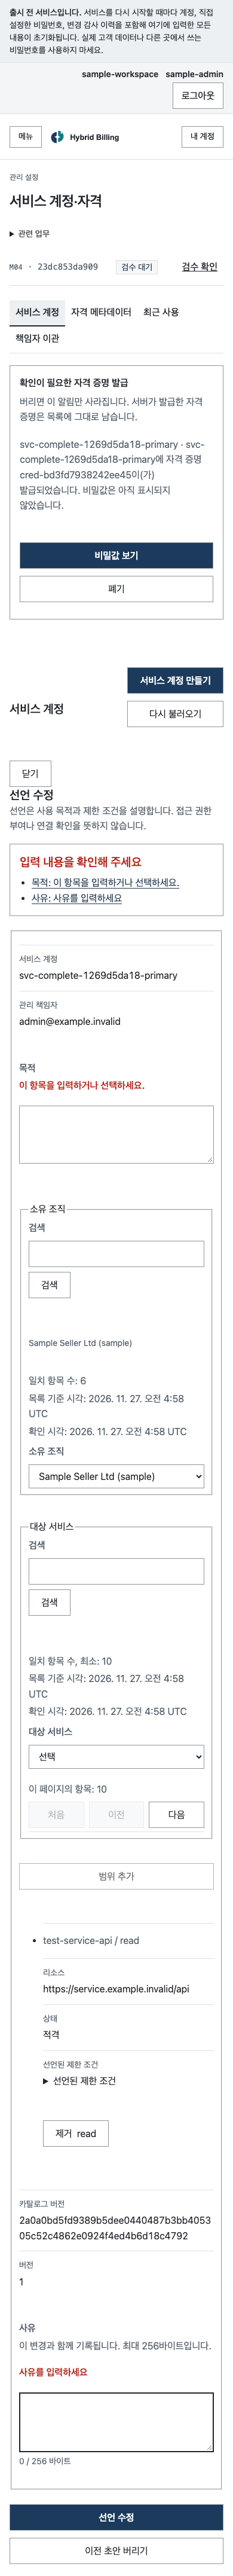 출시 전 서비스입니다. 서비스를 다시 시작할 때마다 계정, 직접
설정한 비밀번호, 변경 감사 이력을 포함해 여기에 입력한 모든
내용이 초기화됩니다. 실제 고객 데이터나 다른 곳에서 쓰는
비밀번호를 사용하지 마세요.
sample-workspace sample-admin
로그아웃
메뉴
Hybrid Billing
내 계정
관리 설정
서비스 계정·자격
▶ 관련 업무
M04 · 23dc853da909
검수 대기
검수 확인
서비스 계정
자격 메타데이터
최근 사용
책임자 이관
확인이 필요한 자격 증명 발급
버리면 이 알림만 사라집니다. 서버가 발급한 자격
증명은 목록에 그대로 남습니다.
svc-complete-1269d5da18-primary · svc-
complete-1269d5da18-primary에 자격 증명
cred-bd3fd7938242ee45이(가)
발급되었습니다. 비밀값은 아직 표시되지
않았습니다.
비밀값 보기
폐기
서비스 계정 만들기
서비스 계정
다시 불러오기
닫기
선언 수정
선언은 사용 목적과 제한 조건을 설명합니다. 접근 권한
부여나 연결 확인을 뜻하지 않습니다.
입력 내용을 확인해 주세요
목적: 이 항목을 입력하거나 선택하세요.
사유: 사유를 입력하세요
서비스 계정
svc-complete-1269d5da18-primary
관리 책임자
admin@example.invalid
목적
이 항목을 입력하거나 선택하세요.
소유 조직
검색
검색
Sample Seller Ltd (sample)
일치 항목 수: 6
목록 기준 시각: 2026. 11. 27. 오전 4:58
UTC
확인 시각: 2026. 11. 27. 오전 4:58 UTC
소유 조직
Sample Seller Ltd (sample)
대상 서비스
검색
검색
일치 항목 수, 최소: 10
목록 기준 시각: 2026. 11. 27. 오전 4:58
UTC
확인 시각: 2026. 11. 27. 오전 4:58 UTC
대상 서비스
선택
이 페이지의 항목: 10
처음
이전
다음
범위 추가
test-service-api / read
리소스
https://service.example.invalid/api
상태
적격
선언된 제한 조건
▶ 선언된 제한 조건
제거 read
카탈로그 버전
2a0a0bd5fd9389b5dee0440487b3bb4053
05c52c4862e0924f4ed4b6d18c4792
버전
1
사유
이 변경과 함께 기록됩니다. 최대 256바이트입니다.
사유를 입력하세요
0 / 256 바이트
선언 수정
이전 초안 버리기